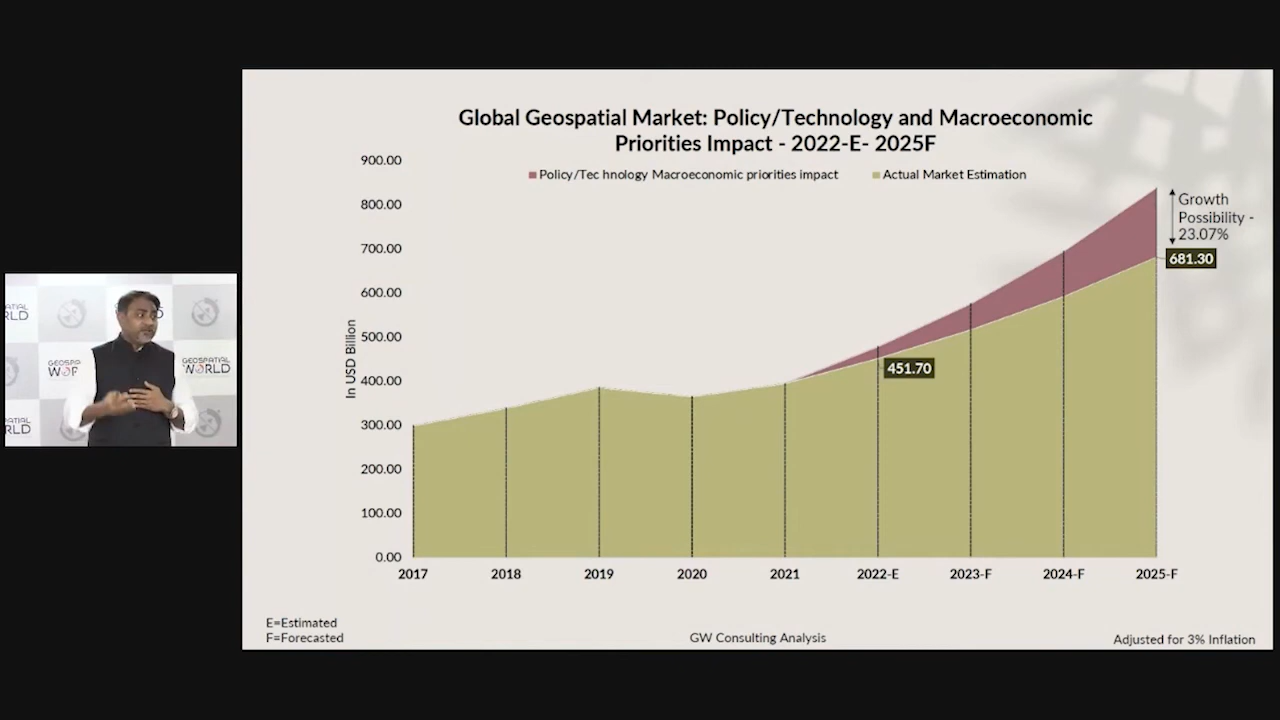 Global Geospatial Market: Policy/Technology and Macroeconomic
Priorities Impact - 2022-E- 2025F
Policy/Tec hnology Macroeconomic priorities impact
Actual Market Estimation
900.00
800.00
700.00
600.00
500.00
400.00
300.00
200.00
100.00
0.00
In USD Billion
Growth
Possibility -
23.07%
681.30
451.70
2017
2018
2019
2020
2021
2022-E
2023-F
2024-F
2025-F
E=Estimated
F=Forecasted
GW Consulting Analysis
Adjusted for 3% Inflation
GEOSPATIAL
WORLD